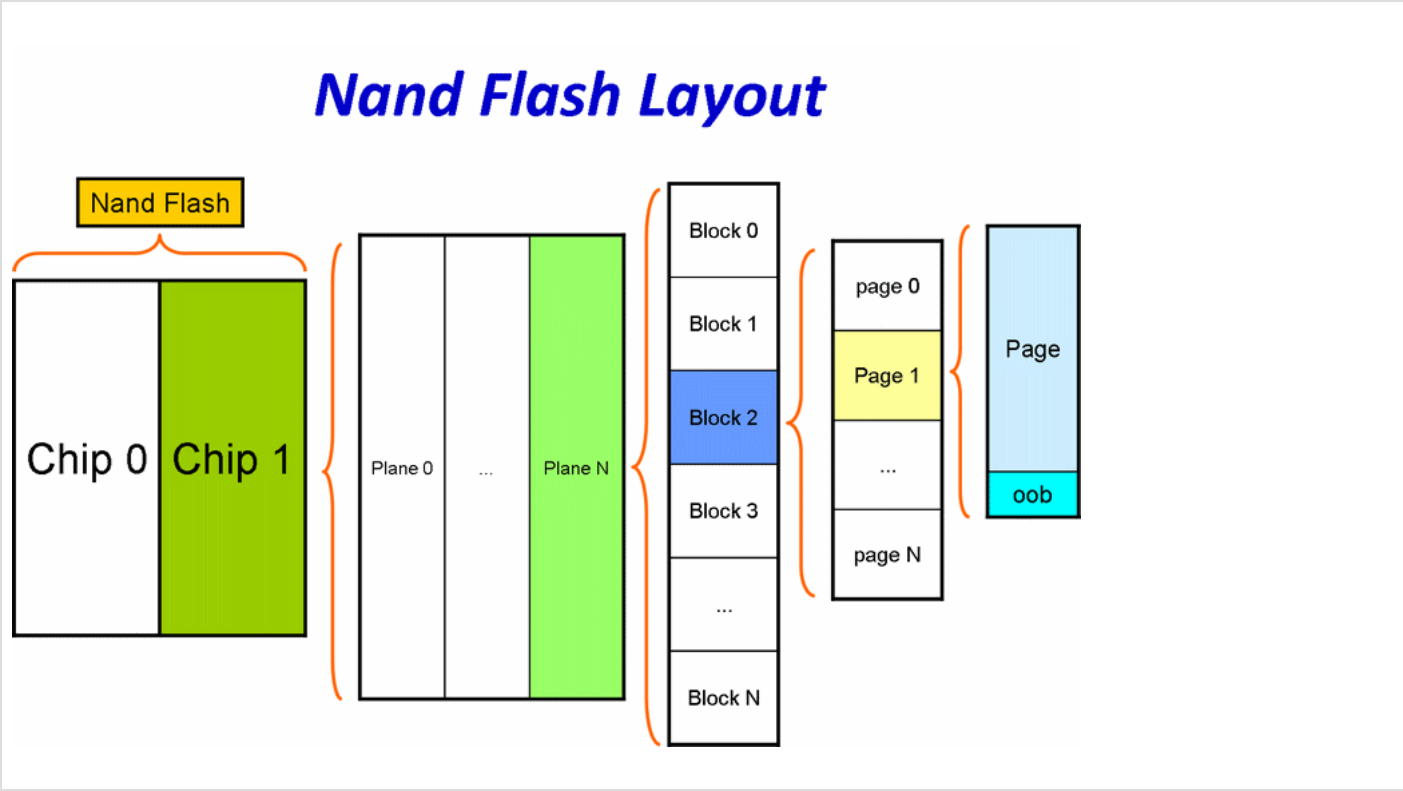 Nand Flash Layout
Nand Flash
Chip 0
Chip 1
Plane 0
...
Plane N
Block 0
Block 1
Block 2
Block 3
...
Block N
page 0
Page 1
...
page N
Page
oob